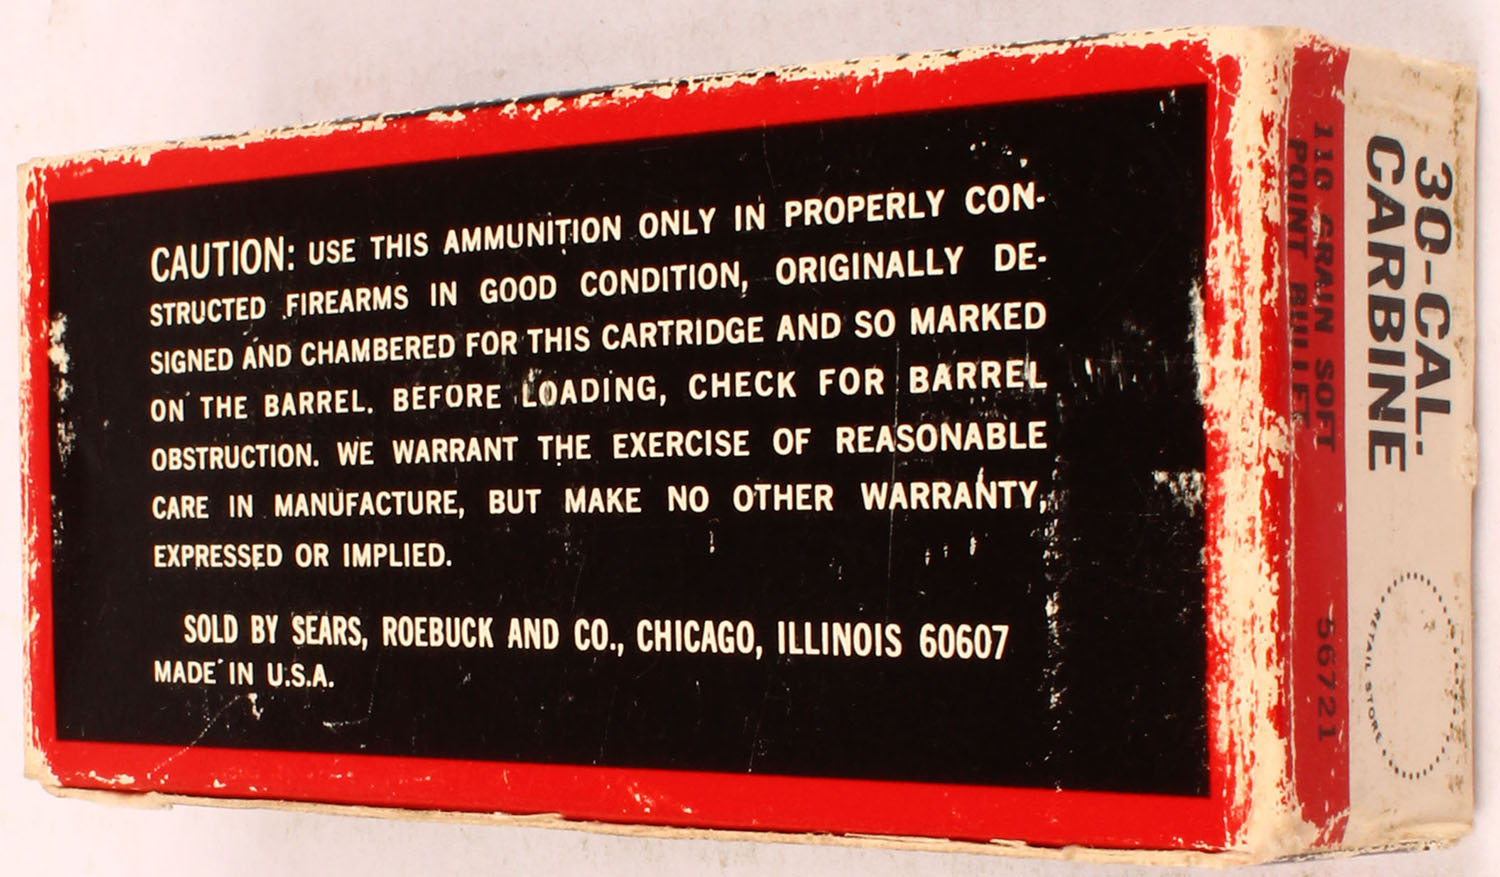 CAUTION: USE THIS AMMUNITION ONLY IN PROPERLY CON-
STRUCTED FIREARMS IN GOOD CONDITION, ORIGINALLY DE-
SIGNED AND CHAMBERED FOR THIS CARTRIDGE AND SO MARKED
ON THE BARREL. BEFORE LOADING, CHECK FOR BARREL
OBSTRUCTION. WE WARRANT THE EXERCISE OF REASONABLE
CARE IN MANUFACTURE, BUT MAKE NO OTHER WARRANTY,
EXPRESSED OR IMPLIED.
SOLD BY SEARS, ROEBUCK AND CO., CHICAGO, ILLINOIS 60607
MADE IN U.S.A.
30-CAL.
CARBINE
110 GRAIN SOFT
POINT BULLET
56721
RETAIL STORE